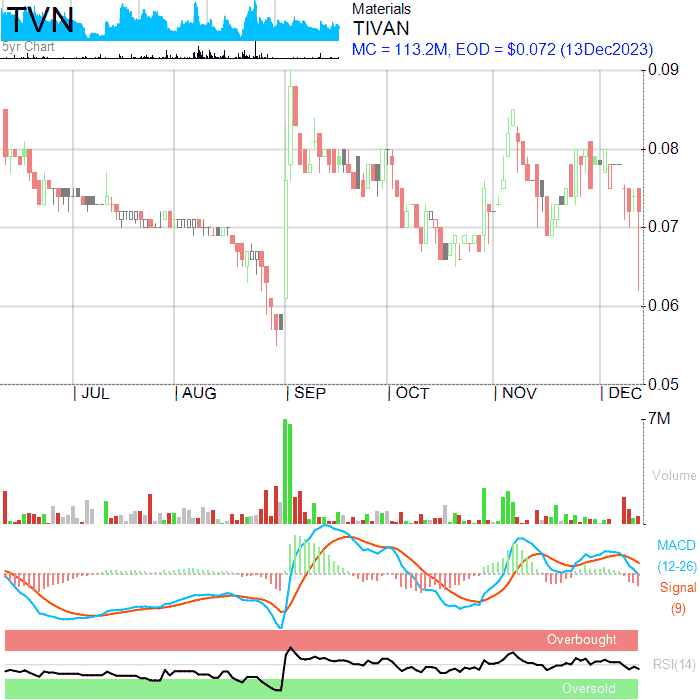 TVN
5yr Chart
Materials
TIVAN
MC = 113.2M, EOD = $0.072 (13Dec2023)
0.09
0.08
0.07
0.06
0.05
JUL AUG SEP OCT NOV DEC
7M
Volume
MACD
(12-26)
Signal
(9)
Overbought
RSI(14)
Oversold